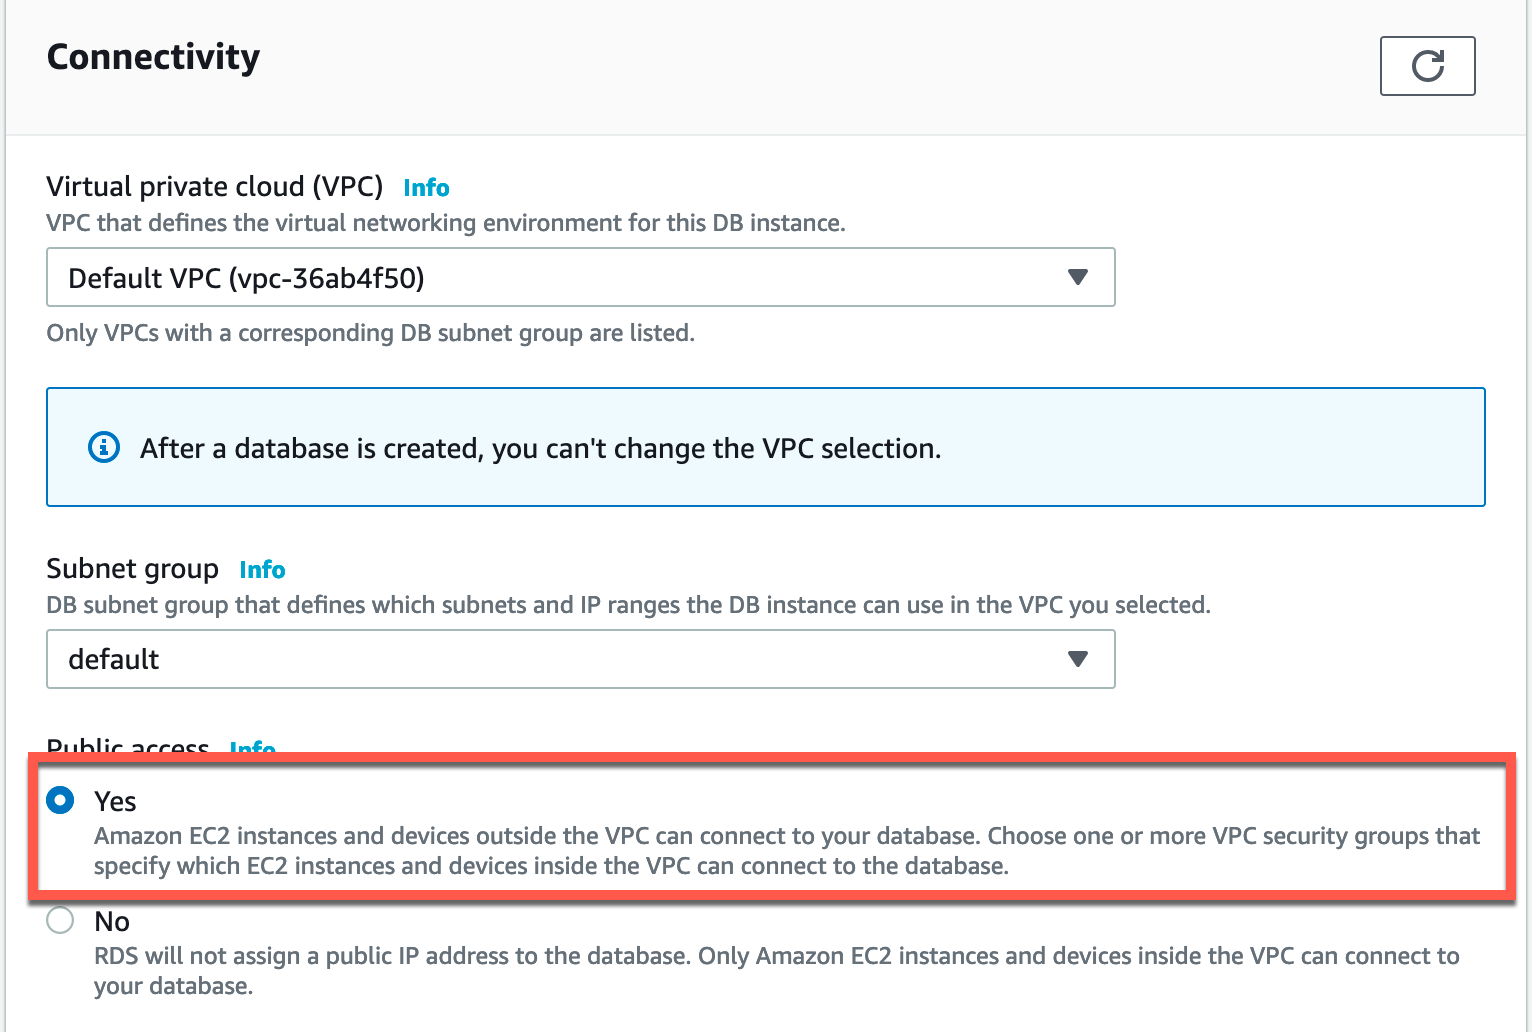 Connectivity
Virtual private cloud (VPC) Info
VPC that defines the virtual networking environment for this DB instance.
Default VPC (vpc-36ab4f50)
Only VPCs with a corresponding DB subnet group are listed.
After a database is created, you can't change the VPC selection.
Subnet group Info
DB subnet group that defines which subnets and IP ranges the DB instance can use in the VPC you selected.
default
Public access Info
Yes
Amazon EC2 instances and devices outside the VPC can connect to your database. Choose one or more VPC security groups that
specify which EC2 instances and devices inside the VPC can connect to the database.
No
RDS will not assign a public IP address to the database. Only Amazon EC2 instances and devices inside the VPC can connect to
your database.